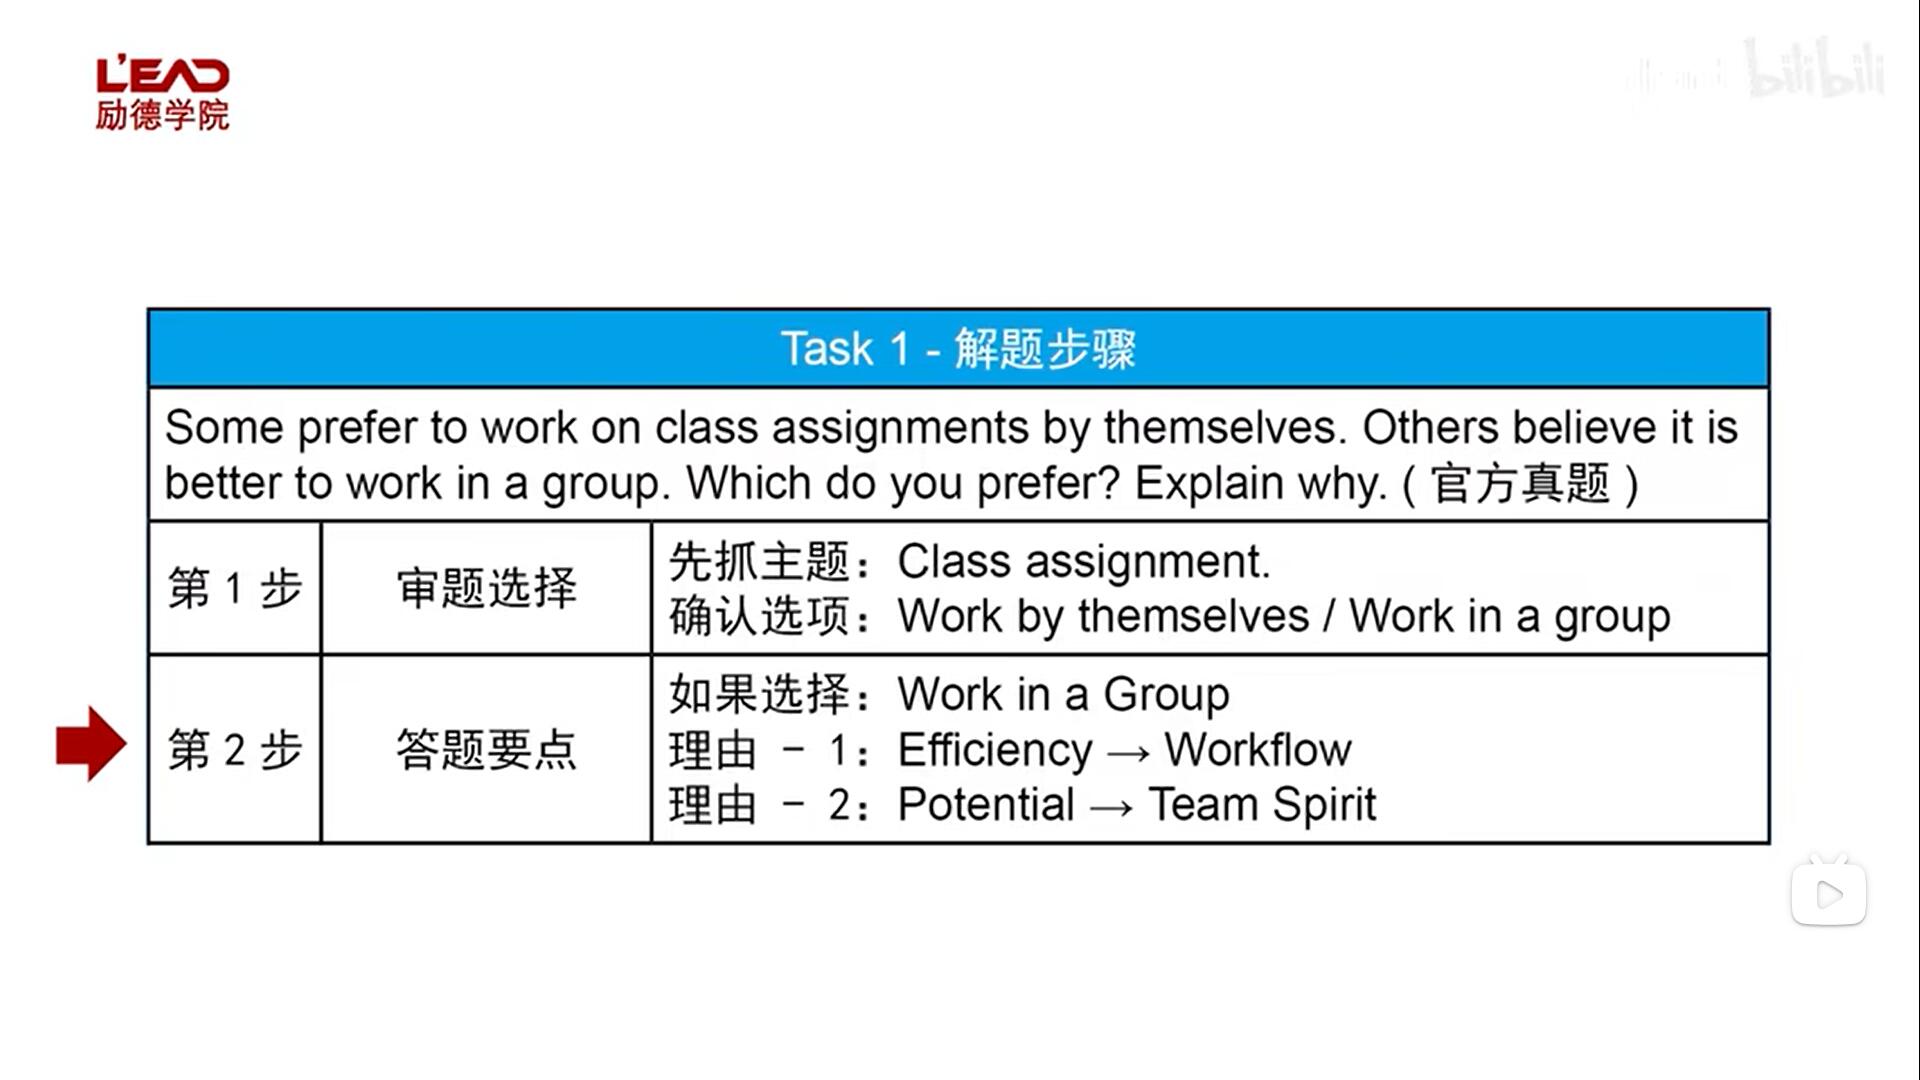 L'EAD
励德学院
bilibili
Task 1 - 解题步骤
Some prefer to work on class assignments by themselves. Others believe it is
better to work in a group. Which do you prefer? Explain why. ( 官方真题 )
第 1 步
审题选择
先抓主题：Class assignment.
确认选项：Work by themselves / Work in a group
第 2 步
答题要点
如果选择：Work in a Group
理由 - 1：Efficiency → Workflow
理由 - 2：Potential → Team Spirit